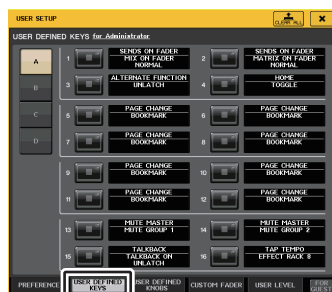 USER SETUP
CLEAR ALL
USER DEFINED KEYS for Administrator
A
B
C
D
1
SENDS ON FADER
MIX ON FADER
NORMAL
2
SENDS ON FADER
MATRIX ON FADER
NORMAL
3
ALTERNATE FUNCTION
UNLATCH
4
HOME
TOGGLE
5
PAGE CHANGE
BOOKMARK
6
PAGE CHANGE
BOOKMARK
7
PAGE CHANGE
BOOKMARK
8
PAGE CHANGE
BOOKMARK
9
PAGE CHANGE
BOOKMARK
10
PAGE CHANGE
BOOKMARK
11
PAGE CHANGE
BOOKMARK
12
PAGE CHANGE
BOOKMARK
13
MUTE MASTER
MUTE GROUP 1
14
MUTE MASTER
MUTE GROUP 2
15
TALKBACK
TALKBACK ON
UNLATCH
16
TAP TEMPO
EFFECT RACK 8
PREFERENCE
USER DEFINED
KEYS
USER DEFINED
KNOBS
CUSTOM FADER
USER LEVEL
FOR
GUEST